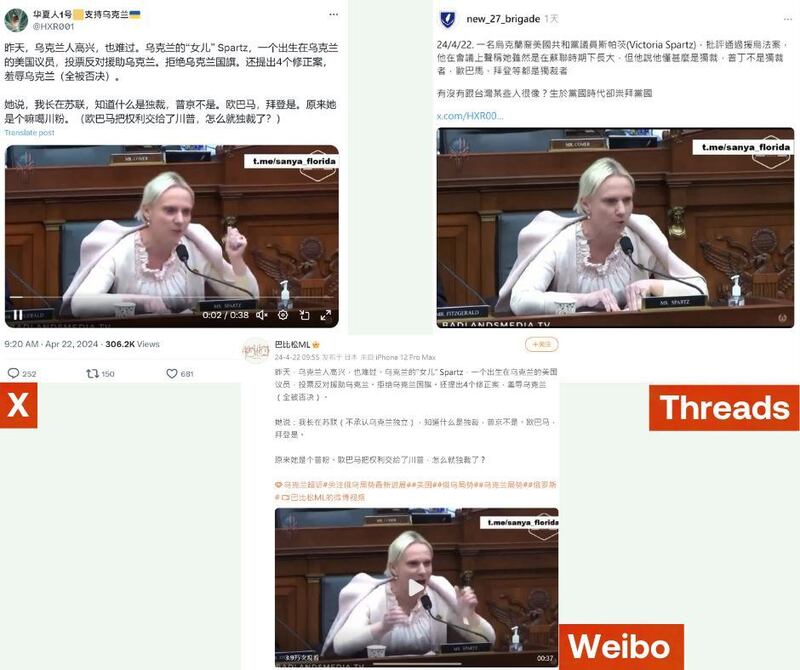 华夏人1号🟨支持乌克兰🇺🇦
@HXR001
昨天，乌克兰人高兴，也难过。乌克兰的“女儿” Spartz，一个出生在乌克兰
的美国议员，投票反对援助乌克兰。拒绝乌克兰国旗。还提出4个修正案，
羞辱乌克兰（全被否决）。
她说，我长在苏联，知道什么是独裁，普京不是。欧巴马，拜登是。原来她
是个嘛喝川粉。（欧巴马把权利交给了川普，怎么就独裁了？）
Translate post
MR. COMER
t.me/sanya_florida
MS. SPARTZ
0:02 / 0:38
BADLANDSMEDIA.TV
9:20 AM · Apr 22, 2024 · 306.2K Views
252
150
681
X
new_27_brigade 1天
24/4/22. 一名烏克蘭裔美國共和黨議員斯帕茨(Victoria Spartz)，批評通過援烏法案，
他在會議上聲稱她雖然是在蘇聯時期下長大，但他說他懂甚麼是獨裁，普丁不是獨裁
者，歐巴馬、拜登等都是獨裁者
有沒有跟台灣某些人很像？生於黨國時代卻崇拜黨國
x.com/HXR00...
MR. COMER
t.me/sanya_florida
MR. FITZGERALD
MS. SPARTZ
BADLANDSMEDIA.TV
Threads
巴比松ML
+关注
24-4-22 09:55 发布于 日本 来自 iPhone 12 Pro Max
昨天，乌克兰人高兴，也难过。乌克兰的“女儿” Spartz，一个出生在乌克兰的美国
议员，投票反对援助乌克兰。拒绝乌克兰国旗。还提出4个修正案，羞辱乌克兰
（全被否决）。
她说：我长在苏联（不承认乌克兰独立），知道什么是独裁，普京不是。欧巴马，
拜登是。
原来她是个普粉。欧巴马把权利交给了川普，怎么就独裁了？
乌克兰超话#关注俄乌局势最新进展##英国##俄乌局势##乌克兰局势##俄罗斯
# 巴比松ML的微博视频
t.me/sanya_florida
MS. SPARTZ
00:37
Weibo